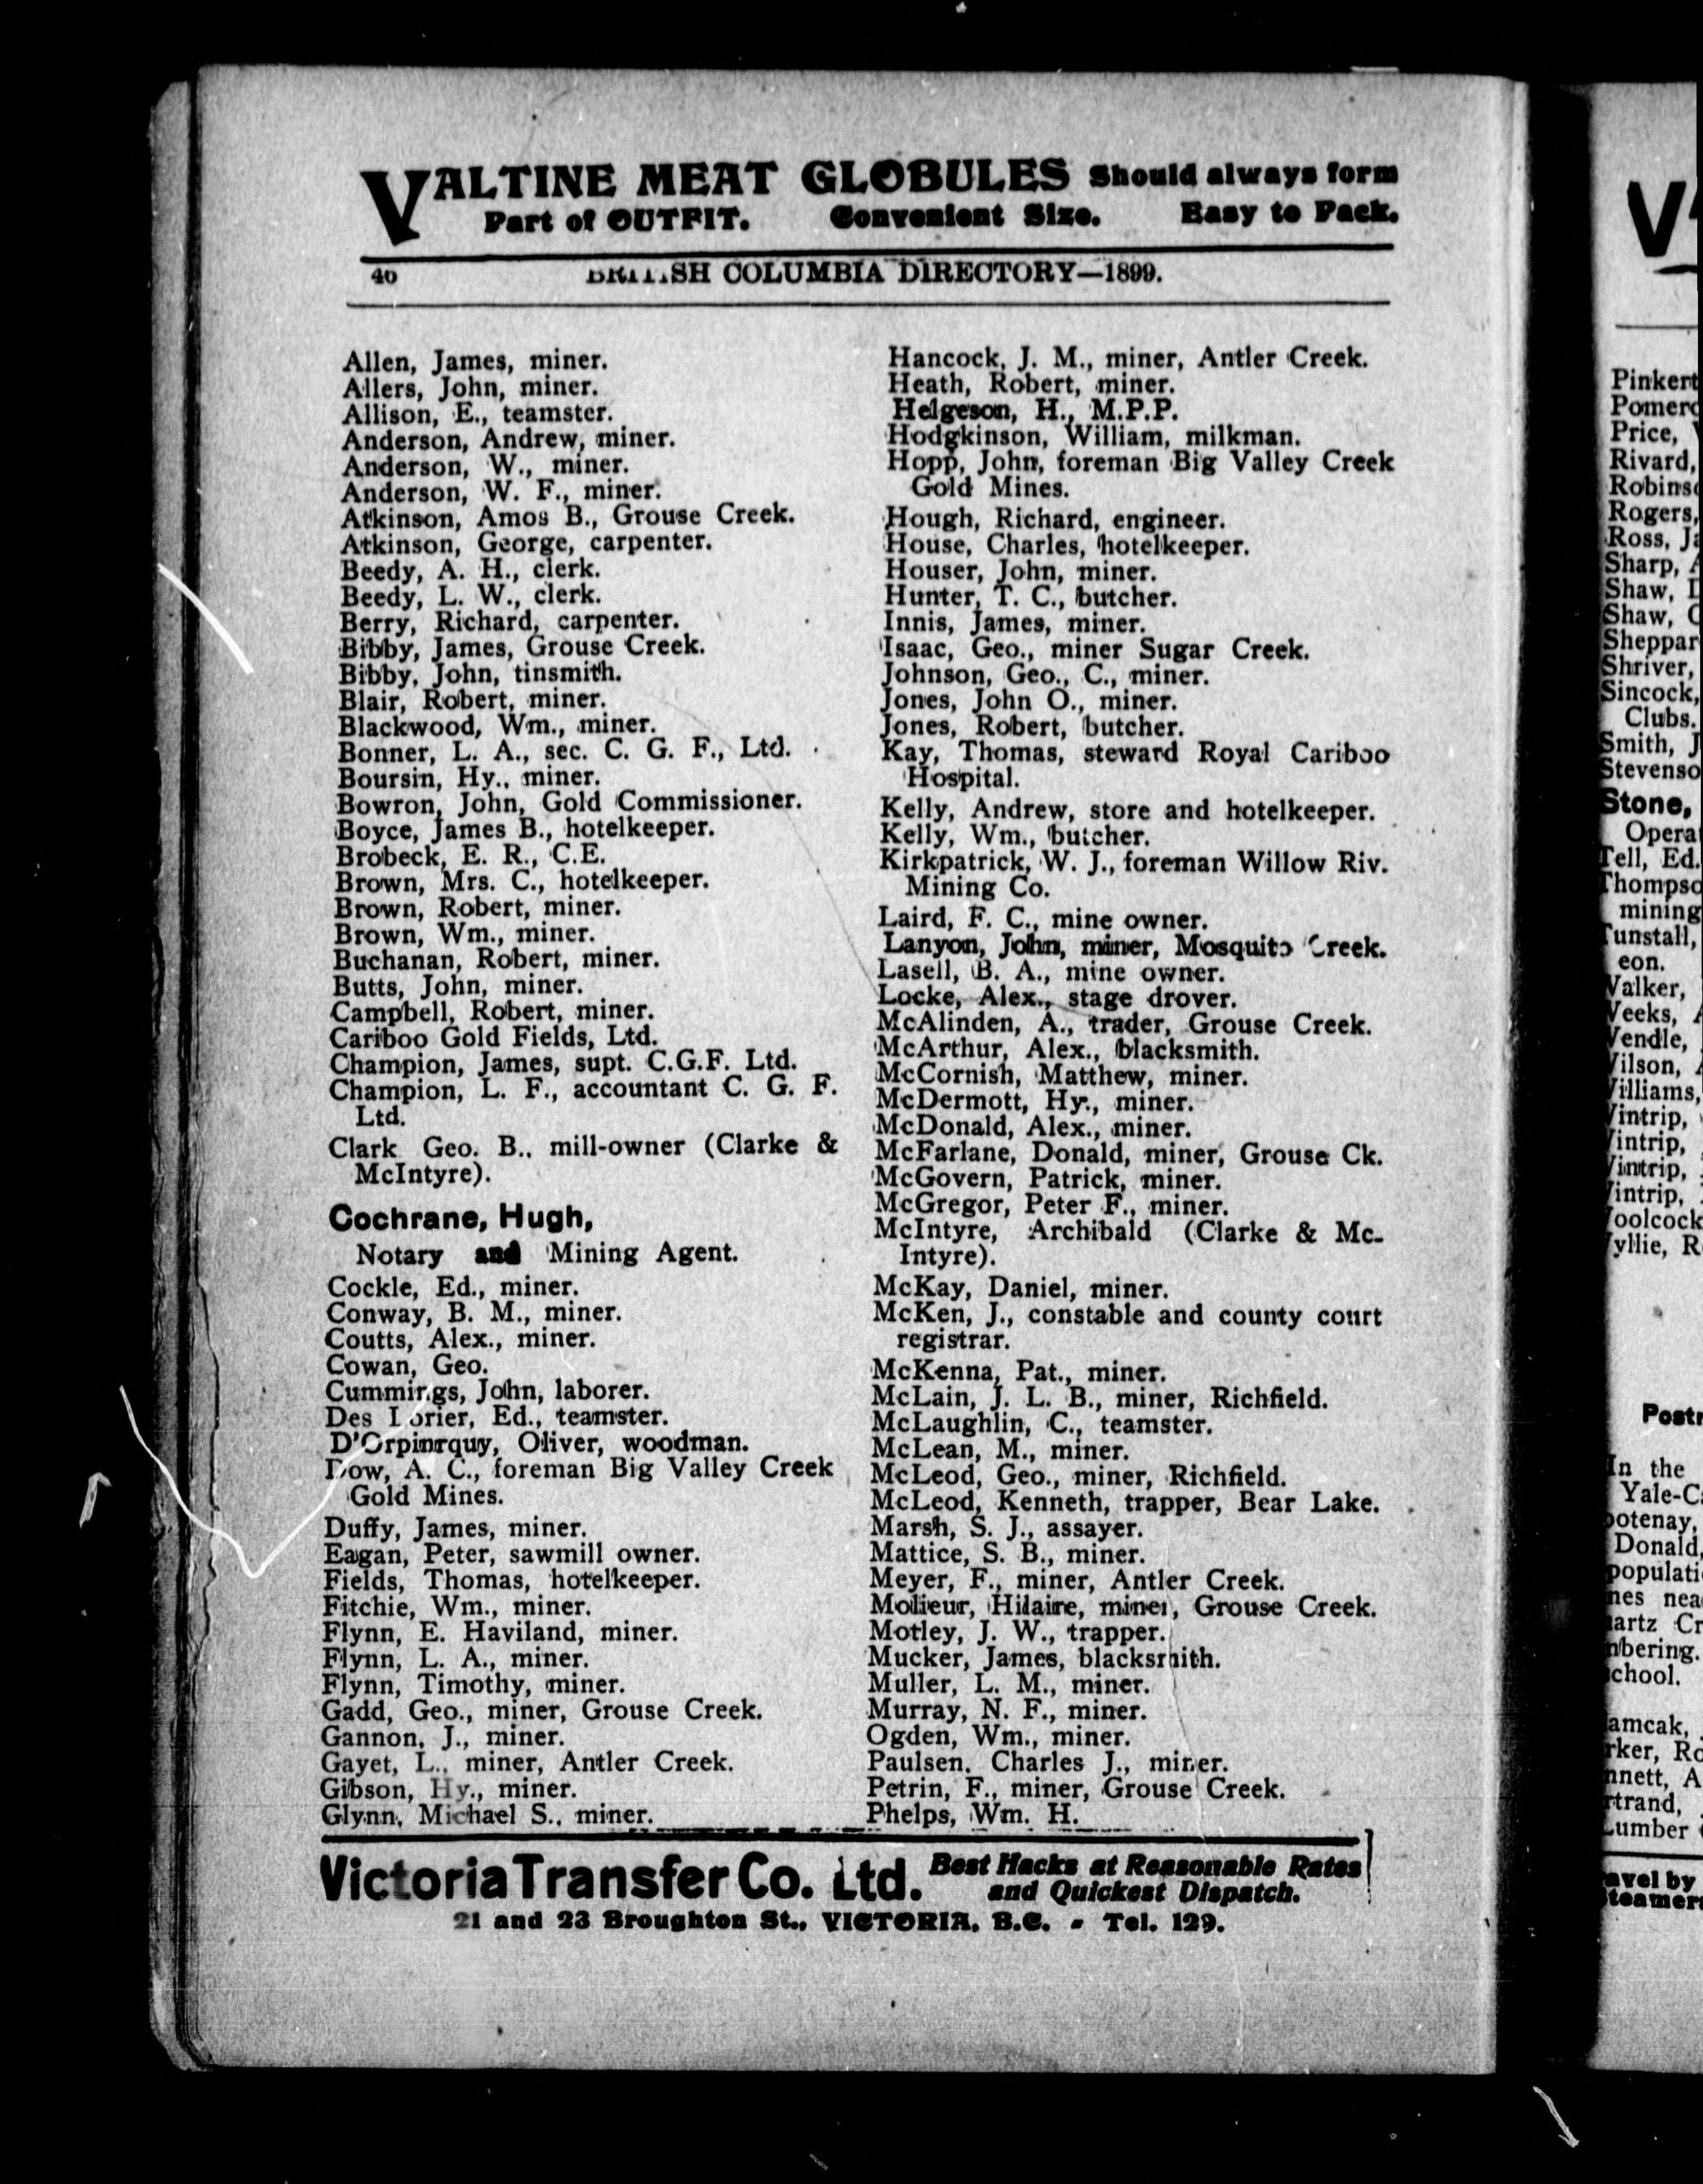 VALTINE MEAT GLOBULES Should always form
Part of OUTFIT. Convenient Size. Easy to Pack.
40 BRITISH COLUMBIA DIRECTORY—1899.
Allen, James, miner.
Allers, John, miner.
Allison, E., teamster.
Anderson, Andrew, miner.
Anderson, W., miner.
Anderson, W. F., miner.
Atkinson, Amos B., Grouse Creek.
Atkinson, George, carpenter.
Beedy, A. H., clerk.
Beedy, L. W., clerk.
Berry, Richard, carpenter.
Bibby, James, Grouse Creek.
Bibby, John, tinsmith.
Blair, Robert, miner.
Blackwood, Wm., miner.
Bonner, L. A., sec. C. G. F., Ltd.
Boursin, Hy., miner.
Bowron, John, Gold Commissioner.
Boyce, James B., hotelkeeper.
Brobeck, E. R., C.E.
Brown, Mrs. C., hotelkeeper.
Brown, Robert, miner.
Brown, Wm., miner.
Buchanan, Robert, miner.
Butts, John, miner.
Campbell, Robert, miner.
Cariboo Gold Fields, Ltd.
Champion, James, supt. C.G.F. Ltd.
Champion, L. F., accountant C. G. F.
Ltd.
Clark Geo. B., mill-owner (Clarke &
McIntyre).
Cochrane, Hugh,
Notary and Mining Agent.
Cockle, Ed., miner.
Conway, B. M., miner.
Coutts, Alex., miner.
Cowan, Geo.
Cummings, John, laborer.
Des Lorier, Ed., teamster.
D'Orpinrquy, Oliver, woodman.
Dow, A. C., foreman Big Valley Creek
Gold Mines.
Duffy, James, miner.
Eagan, Peter, sawmill owner.
Fields, Thomas, hotelkeeper.
Fitchie, Wm., miner.
Flynn, E. Haviland, miner.
Flynn, L. A., miner.
Flynn, Timothy, miner.
Gadd, Geo., miner, Grouse Creek.
Gannon, J., miner.
Gayet, L., miner, Antler Creek.
Gibson, Hy., miner.
Glynn, Michael S., miner.
Hancock, J. M., miner, Antler Creek.
Heath, Robert, miner.
Helgeson, H., M.P.P.
Hodgkinson, William, milkman.
Hopp, John, foreman Big Valley Creek
Gold Mines.
Hough, Richard, engineer.
House, Charles, hotelkeeper.
Houser, John, miner.
Hunter, T. C., butcher.
Innis, James, miner.
Isaac, Geo., miner Sugar Creek.
Johnson, Geo., C., miner.
Jones, John O., miner.
Jones, Robert, butcher.
Kay, Thomas, steward Royal Cariboo
Hospital.
Kelly, Andrew, store and hotelkeeper.
Kelly, Wm., butcher.
Kirkpatrick, W. J., foreman Willow Riv.
Mining Co.
Laird, F. C., mine owner.
Lanyon, John, miner, Mosquito Creek.
Lasell, B. A., mine owner.
Locke, Alex., stage drover.
McAlinden, A., trader, Grouse Creek.
McArthur, Alex., blacksmith.
McCornish, Matthew, miner.
McDermott, Hy., miner.
McDonald, Alex., miner.
McFarlane, Donald, miner, Grouse Ck.
McGovern, Patrick, miner.
McGregor, Peter F., miner.
McIntyre, Archibald (Clarke & Mc-
Intyre).
McKay, Daniel, miner.
McKen, J., constable and county court
registrar.
McKenna, Pat., miner.
McLain, J. L. B., miner, Richfield.
McLaughlin, C., teamster.
McLean, M., miner.
McLeod, Geo., miner, Richfield.
McLeod, Kenneth, trapper, Bear Lake.
Marsh, S. J., assayer.
Mattice, S. B., miner.
Meyer, F., miner, Antler Creek.
Molieur, Hilaire, miner, Grouse Creek.
Motley, J. W., trapper.
Mucker, James, blacksmith.
Muller, L. M., miner.
Murray, N. F., miner.
Ogden, Wm., miner.
Paulsen, Charles J., miner.
Petrin, F., miner, Grouse Creek.
Phelps, Wm. H.
Victoria Transfer Co. Ltd. Best Hacks at Reasonable Rates
and Quickest Dispatch.
21 and 23 Broughton St., VICTORIA, B.C. - Tel. 129.
Price,
Rivard,
Rogers,
Ross,
Sharp,
Shaw,
Shaw,
Shriver,
Sincock,
Clubs.
Smith, J
Stone,
mining
eon.
In the